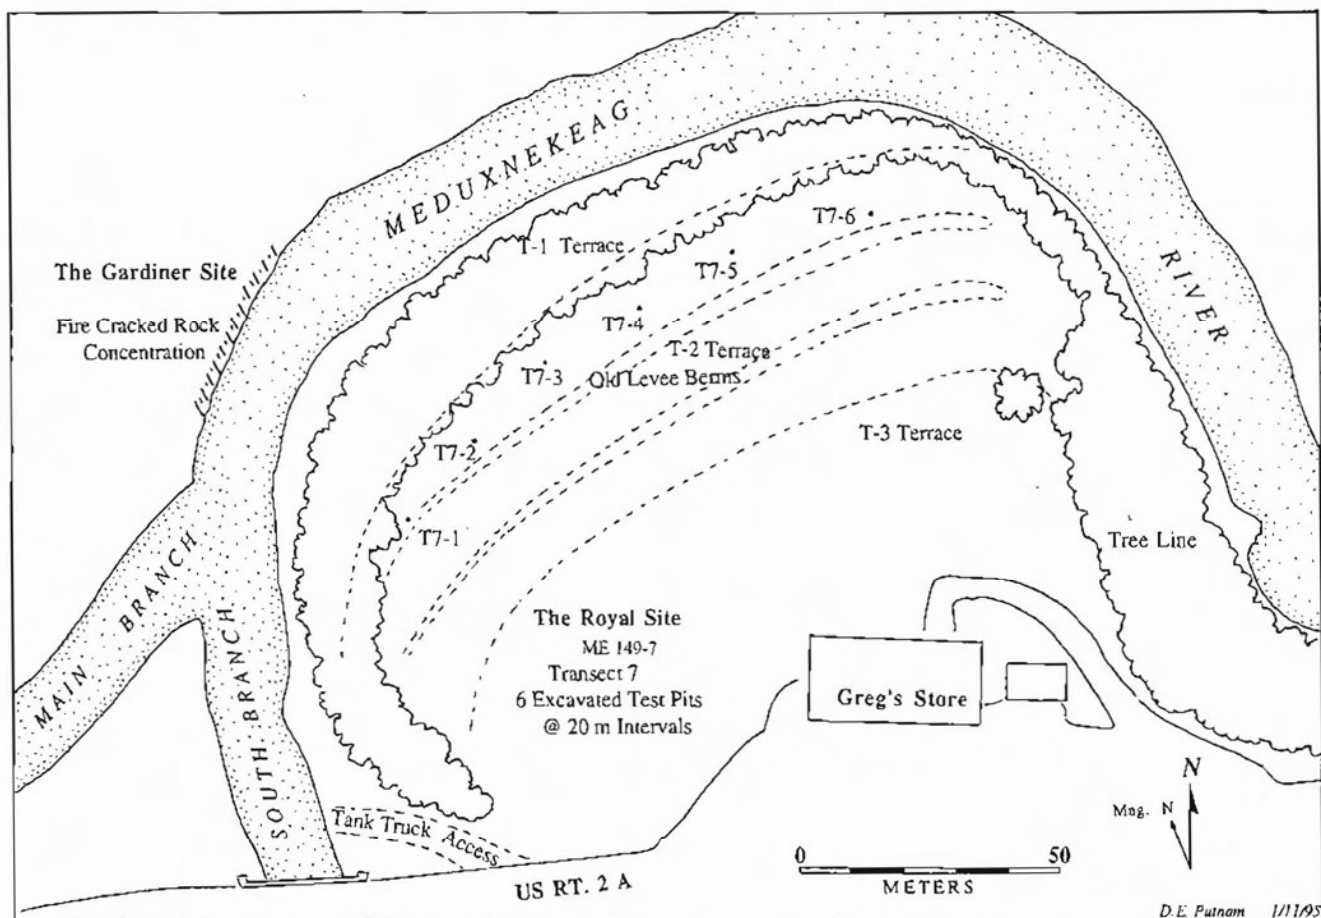 MEDUXNEKEAG
RIVER
The Gardiner Site
Fire Cracked Rock
Concentration
T-1 Terrace
T7-6
T7-5
T7-4
T-2 Terrace
T7-3
Old Levee Berms
T-3 Terrace
T7-2
T7-1
Tree Line
MAIN BRANCH
SOUTH BRANCH
The Royal Site
ME 149-7
Transect 7
6 Excavated Test Pits
@ 20 m Intervals
Greg's Store
N
Mag. N
Tank Truck Access
0 50
METERS
US RT. 2 A
D.E. Putnam 1/11/95